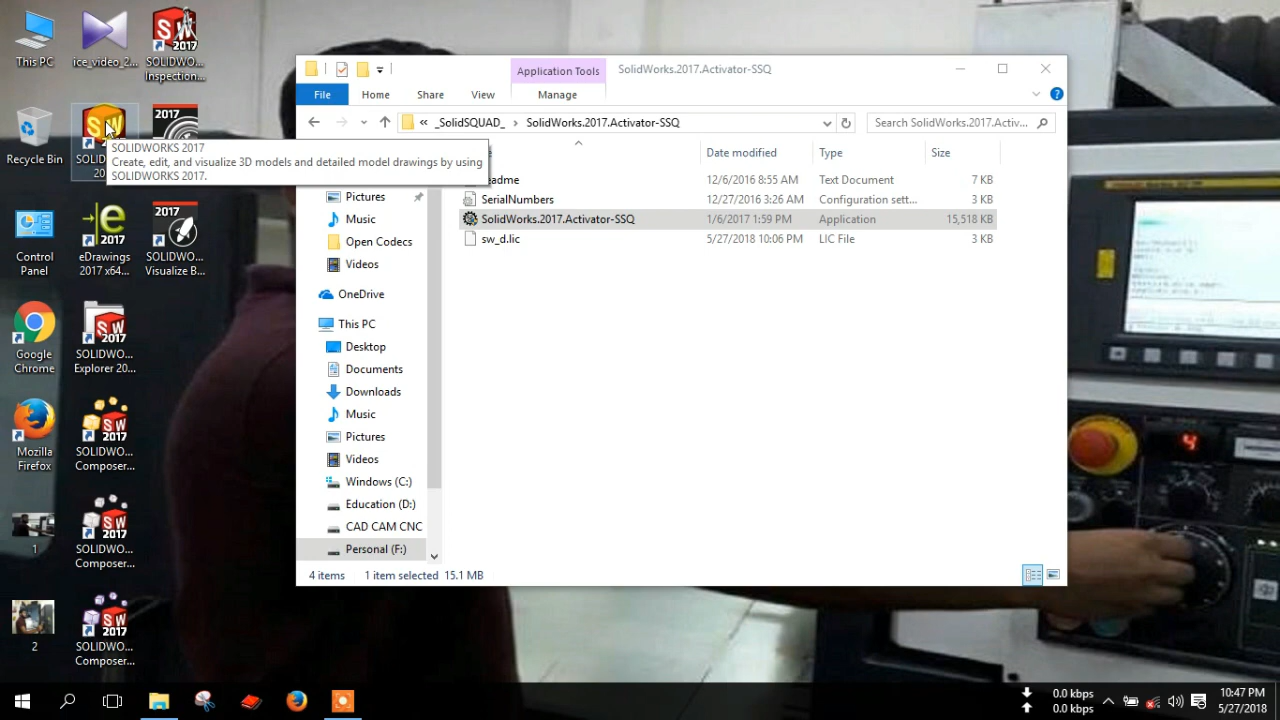 This PC
ice_video_2...
SOLIDWO...
Inspection...
Recycle Bin
SOLID
20
2017
SOLIDWORKS 2017
Create, edit, and visualize 3D models and detailed model drawings by using
SOLIDWORKS 2017.
Control
Panel
eDrawings
2017 x64...
2017
SOLIDWO...
Visualize B...
Google
Chrome
SOLIDWO...
Explorer 20...
Mozilla
Firefox
SOLIDWO...
Composer...
1
SOLIDWO...
Composer...
2
SOLIDWO...
Composer...
Application Tools
SolidWorks.2017.Activator-SSQ
File
Home
Share
View
Manage
« _SolidSQUAD_ › SolidWorks.2017.Activator-SSQ
Search SolidWorks.2017.Activ...
Date modified
Type
Size
eadme
12/6/2016 8:55 AM
Text Document
7 KB
SerialNumbers
12/27/2016 3:26 AM
Configuration sett...
3 KB
SolidWorks.2017.Activator-SSQ
1/6/2017 1:59 PM
Application
15,518 KB
sw_d.lic
5/27/2018 10:06 PM
LIC File
3 KB
Pictures
Music
Open Codecs
Videos
OneDrive
This PC
Desktop
Documents
Downloads
Music
Pictures
Videos
Windows (C:)
Education (D:)
CAD CAM CNC
Personal (F:)
4 items
1 item selected 15.1 MB
0.0 kbps
0.0 kbps
10:47 PM
5/27/2018